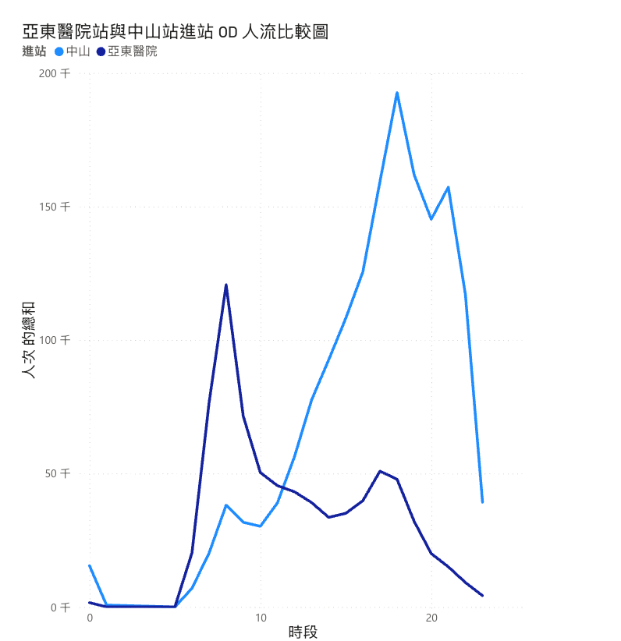 亞東醫院站與中山站進站 OD 人流比較圖
進站 中山 亞東醫院
200 千
150 千
100 千
50 千
0 千
人次 的總和
0 10 20
時段